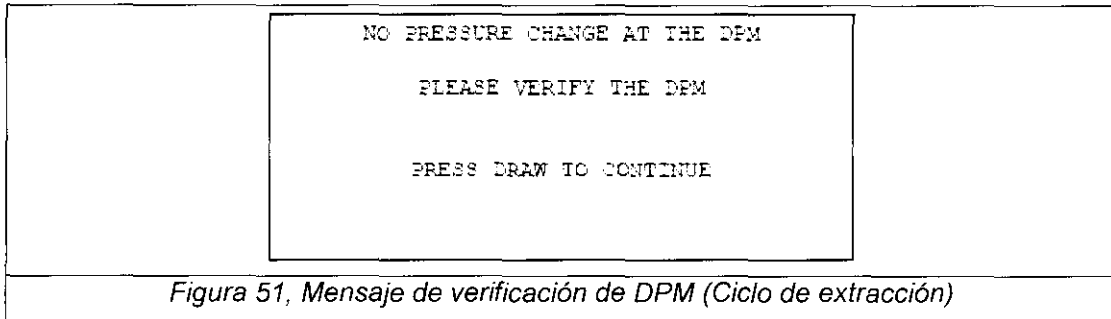 NO PRESSURE CHANGE AT THE DPM
PLEASE VERIFY THE DPM
PRESS DRAW TO CONTINUE
Figura 51, Mensaje de verificación de DPM (Ciclo de extracción)